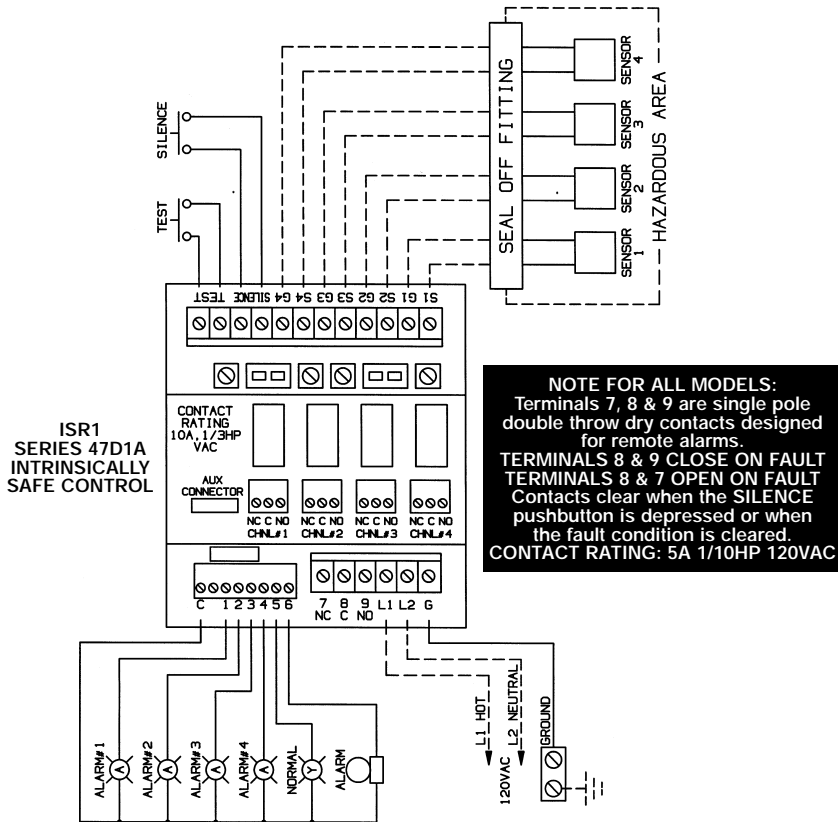 SENSOR
4
SENSOR
3
SENSOR
2
SENSOR
1
HAZARDOUS AREA
SEAL OFF FITTING
SILENCE
TEST
TEST TEST SILENCE SILENCE G4 S4 G3 S3 G2 S2 G1 S1
ISR1
SERIES 47D1A
INTRINSICALLY
SAFE CONTROL
CONTACT
RATING
10A,1/3HP
VAC
AUX
CONNECTOR
NC C NO
CHNL#1
NC C NO
CHNL#2
NC C NO
CHNL#3
NC C NO
CHNL#4
C 1 2 3 4 5 6
7 8 9 L1 L2 G
NC C NO
NOTE FOR ALL MODELS:
Terminals 7, 8 & 9 are single pole
double throw dry contacts designed
for remote alarms.
TERMINALS 8 & 9 CLOSE ON FAULT
TERMINALS 8 & 7 OPEN ON FAULT
Contacts clear when the SILENCE
pushbutton is depressed or when
the fault condition is cleared.
CONTACT RATING: 5A 1/10HP 120VAC
ALARM#1
A
ALARM#2
A
ALARM#3
A
ALARM#4
A
NORMAL
Y
ALARM
L1 HOT
L2 NEUTRAL
120VAC
GROUND